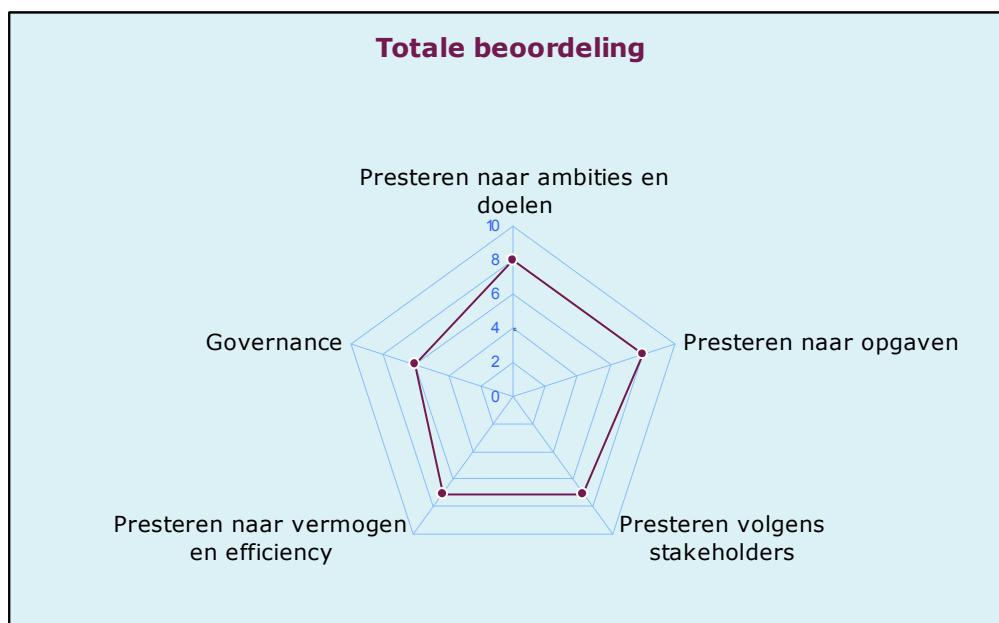 Totale beoordeling
Presteren naar ambities en
doelen
10
8
6
4
2
0
Governance
Presteren naar opgaven
Presteren naar vermogen
en efficiency
Presteren volgens
stakeholders